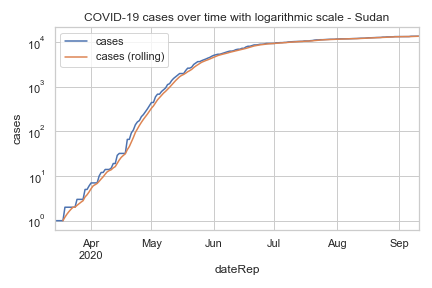 COVID-19 cases over time with logarithmic scale - Sudan
cases
cases (rolling)
10⁴
10³
10²
10¹
10⁰
cases
Apr
2020
May
Jun
Jul
Aug
Sep
dateRep